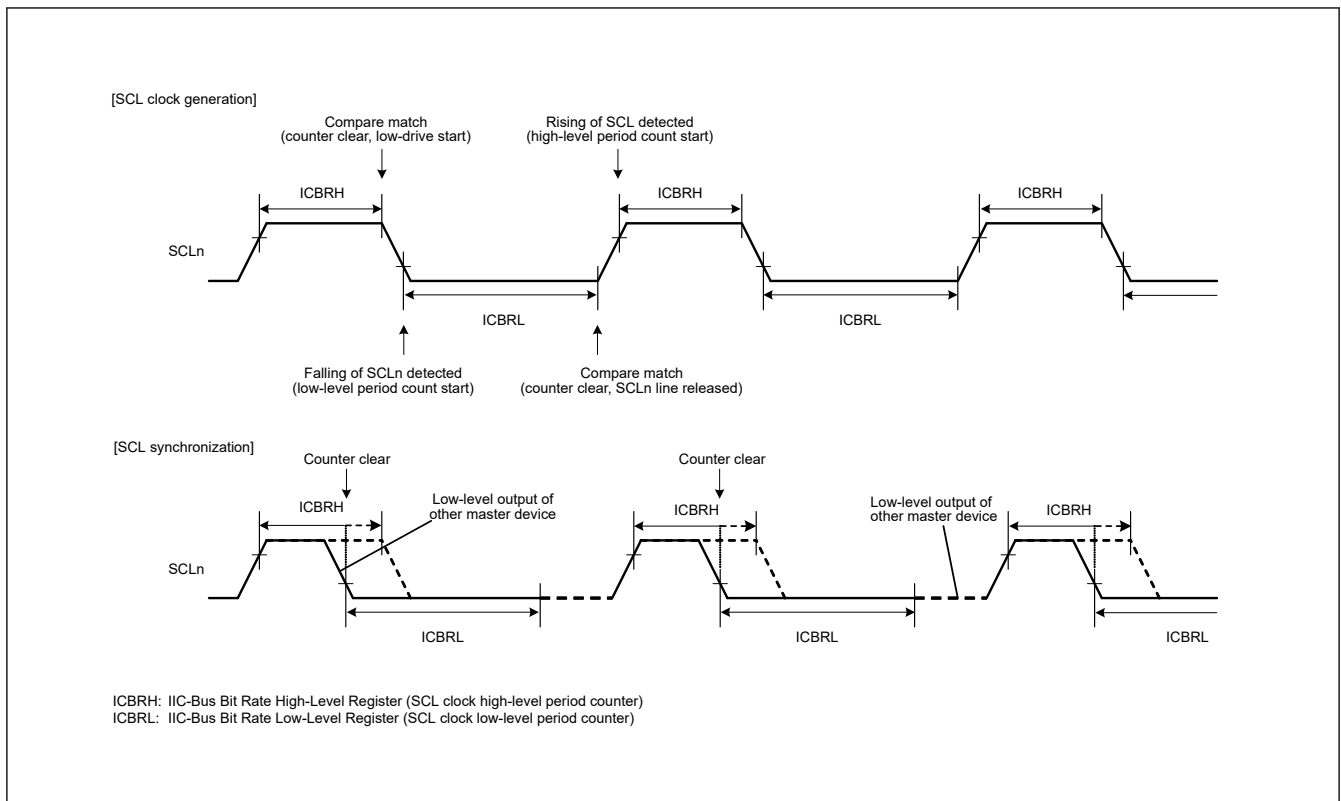 [SCL clock generation]
Compare match
(counter clear, low-drive start)
Rising of SCL detected
(high-level period count start)
ICBRH
ICBRH
ICBRH
SCLn
ICBRL
ICBRL
Falling of SCLn detected
(low-level period count start)
Compare match
(counter clear, SCLn line released)
[SCL synchronization]
Counter clear
Counter clear
ICBRH
Low-level output of
other master device
ICBRH
Low-level output of
other master device
ICBRH
SCLn
ICBRL
ICBRL
ICBRL
ICBRH: IIC-Bus Bit Rate High-Level Register (SCL clock high-level period counter)
ICBRL: IIC-Bus Bit Rate Low-Level Register (SCL clock low-level period counter)